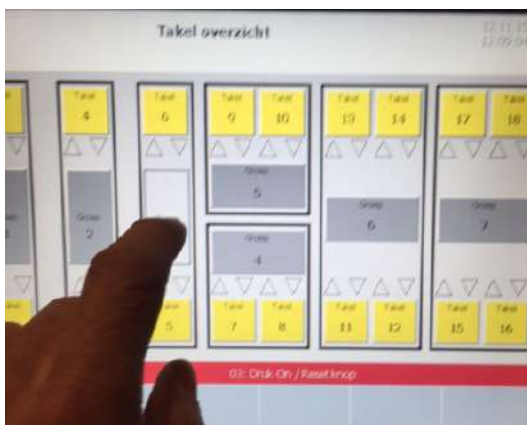 Takel overzicht
Takel 4
Takel 6
Takel 9
Takel 10
Takel 13
Takel 14
Takel 17
Takel 18
Groep 2
Groep 5
Groep 4
Groep 6
Groep 7
5
Takel 7
Takel 8
Takel 11
Takel 12
Takel 15
Takel 16
03: Druk On / Reset knop